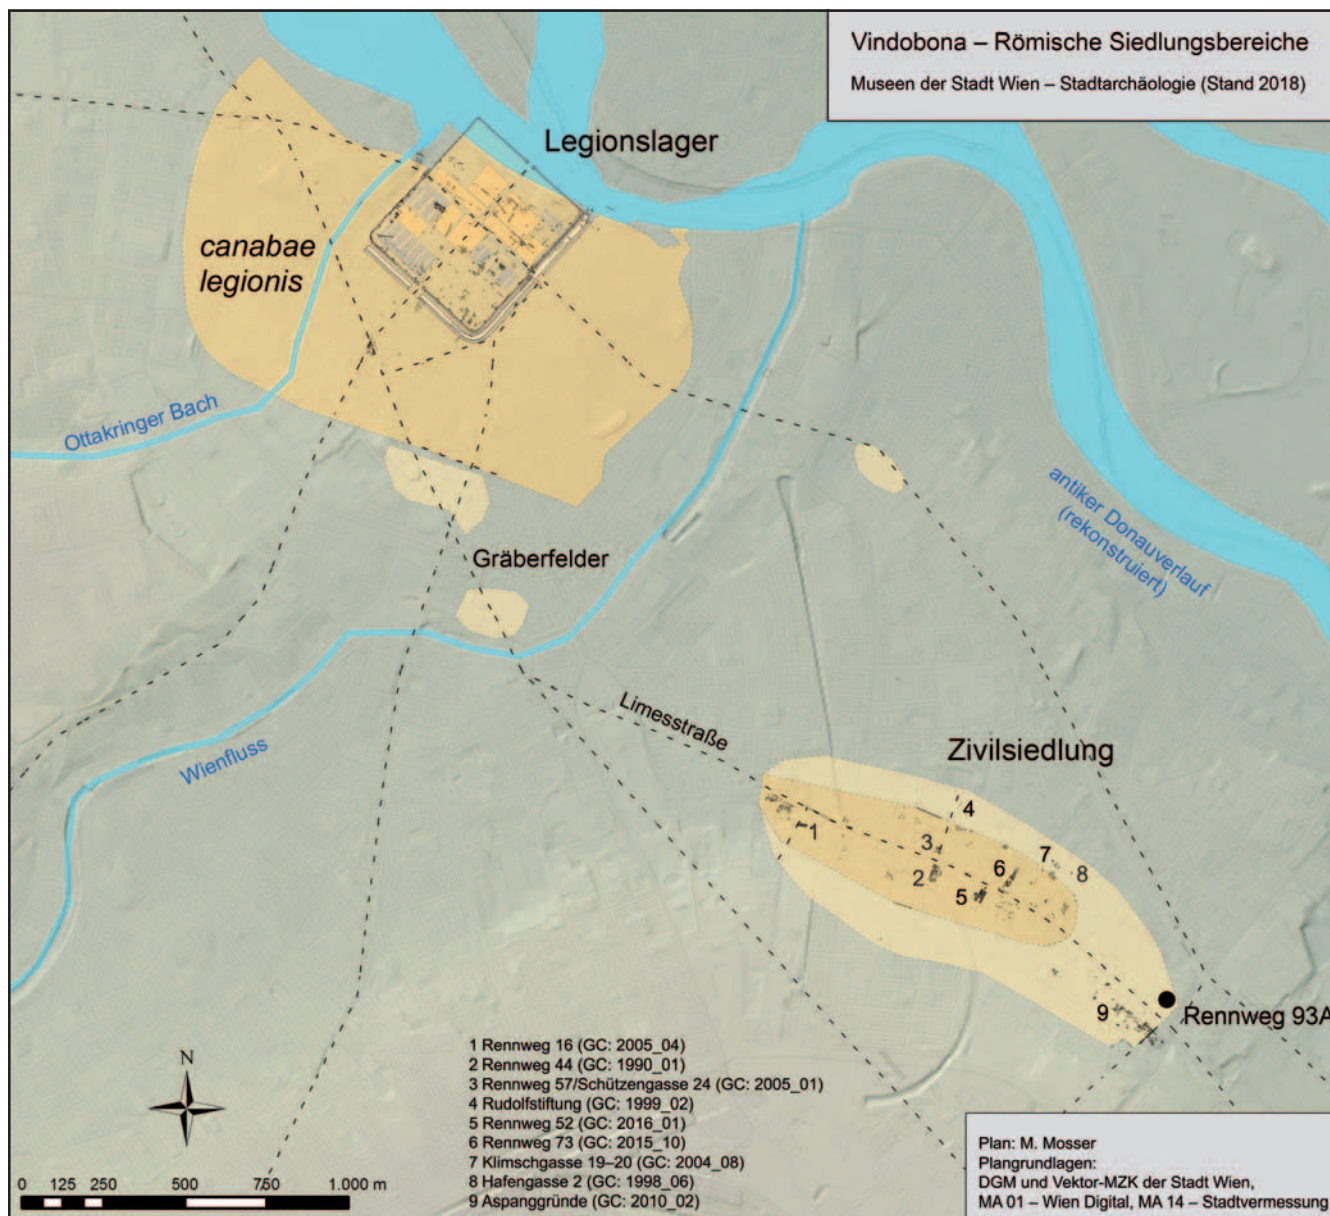 Vindobona – Römische Siedlungsbereiche
Museen der Stadt Wien – Stadtarchäologie (Stand 2018)
Legionslager
canabae
legionis
Ottakringer Bach
Gräberfelder
antiker Donauverlauf
(rekonstruiert)
Wienfluss
Limesstraße
Zivilsiedlung
4
1
3
7
2
6
8
5
9
Rennweg 93A
N
0 125 250 500 750 1.000 m
1 Rennweg 16 (GC: 2005_04)
2 Rennweg 44 (GC: 1990_01)
3 Rennweg 57/Schützengasse 24 (GC: 2005_01)
4 Rudolfstiftung (GC: 1999_02)
5 Rennweg 52 (GC: 2016_01)
6 Rennweg 73 (GC: 2015_10)
7 Klimschgasse 19–20 (GC: 2004_08)
8 Hafengasse 2 (GC: 1998_06)
9 Aspanggründe (GC: 2010_02)
Plan: M. Mosser
Plangrundlagen:
DGM und Vektor-MZK der Stadt Wien,
MA 01 – Wien Digital, MA 14 – Stadtvermessung